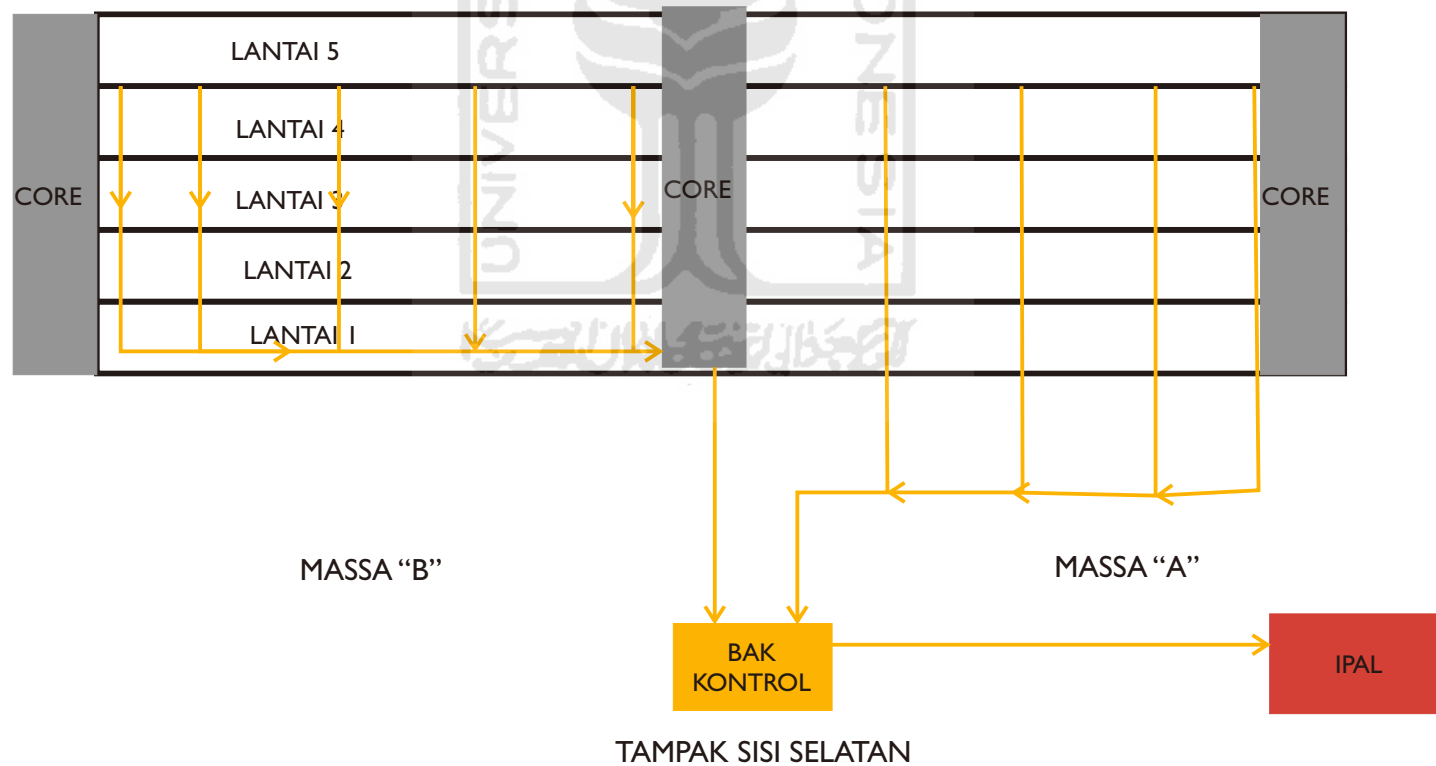 LANTAI 5
LANTAI 4
CORE
LANTAI 3
CORE
CORE
LANTAI 2
LANTAI 1
MASSA “B”
MASSA “A”
BAK
KONTROL
IPAL
TAMPAK SISI SELATAN